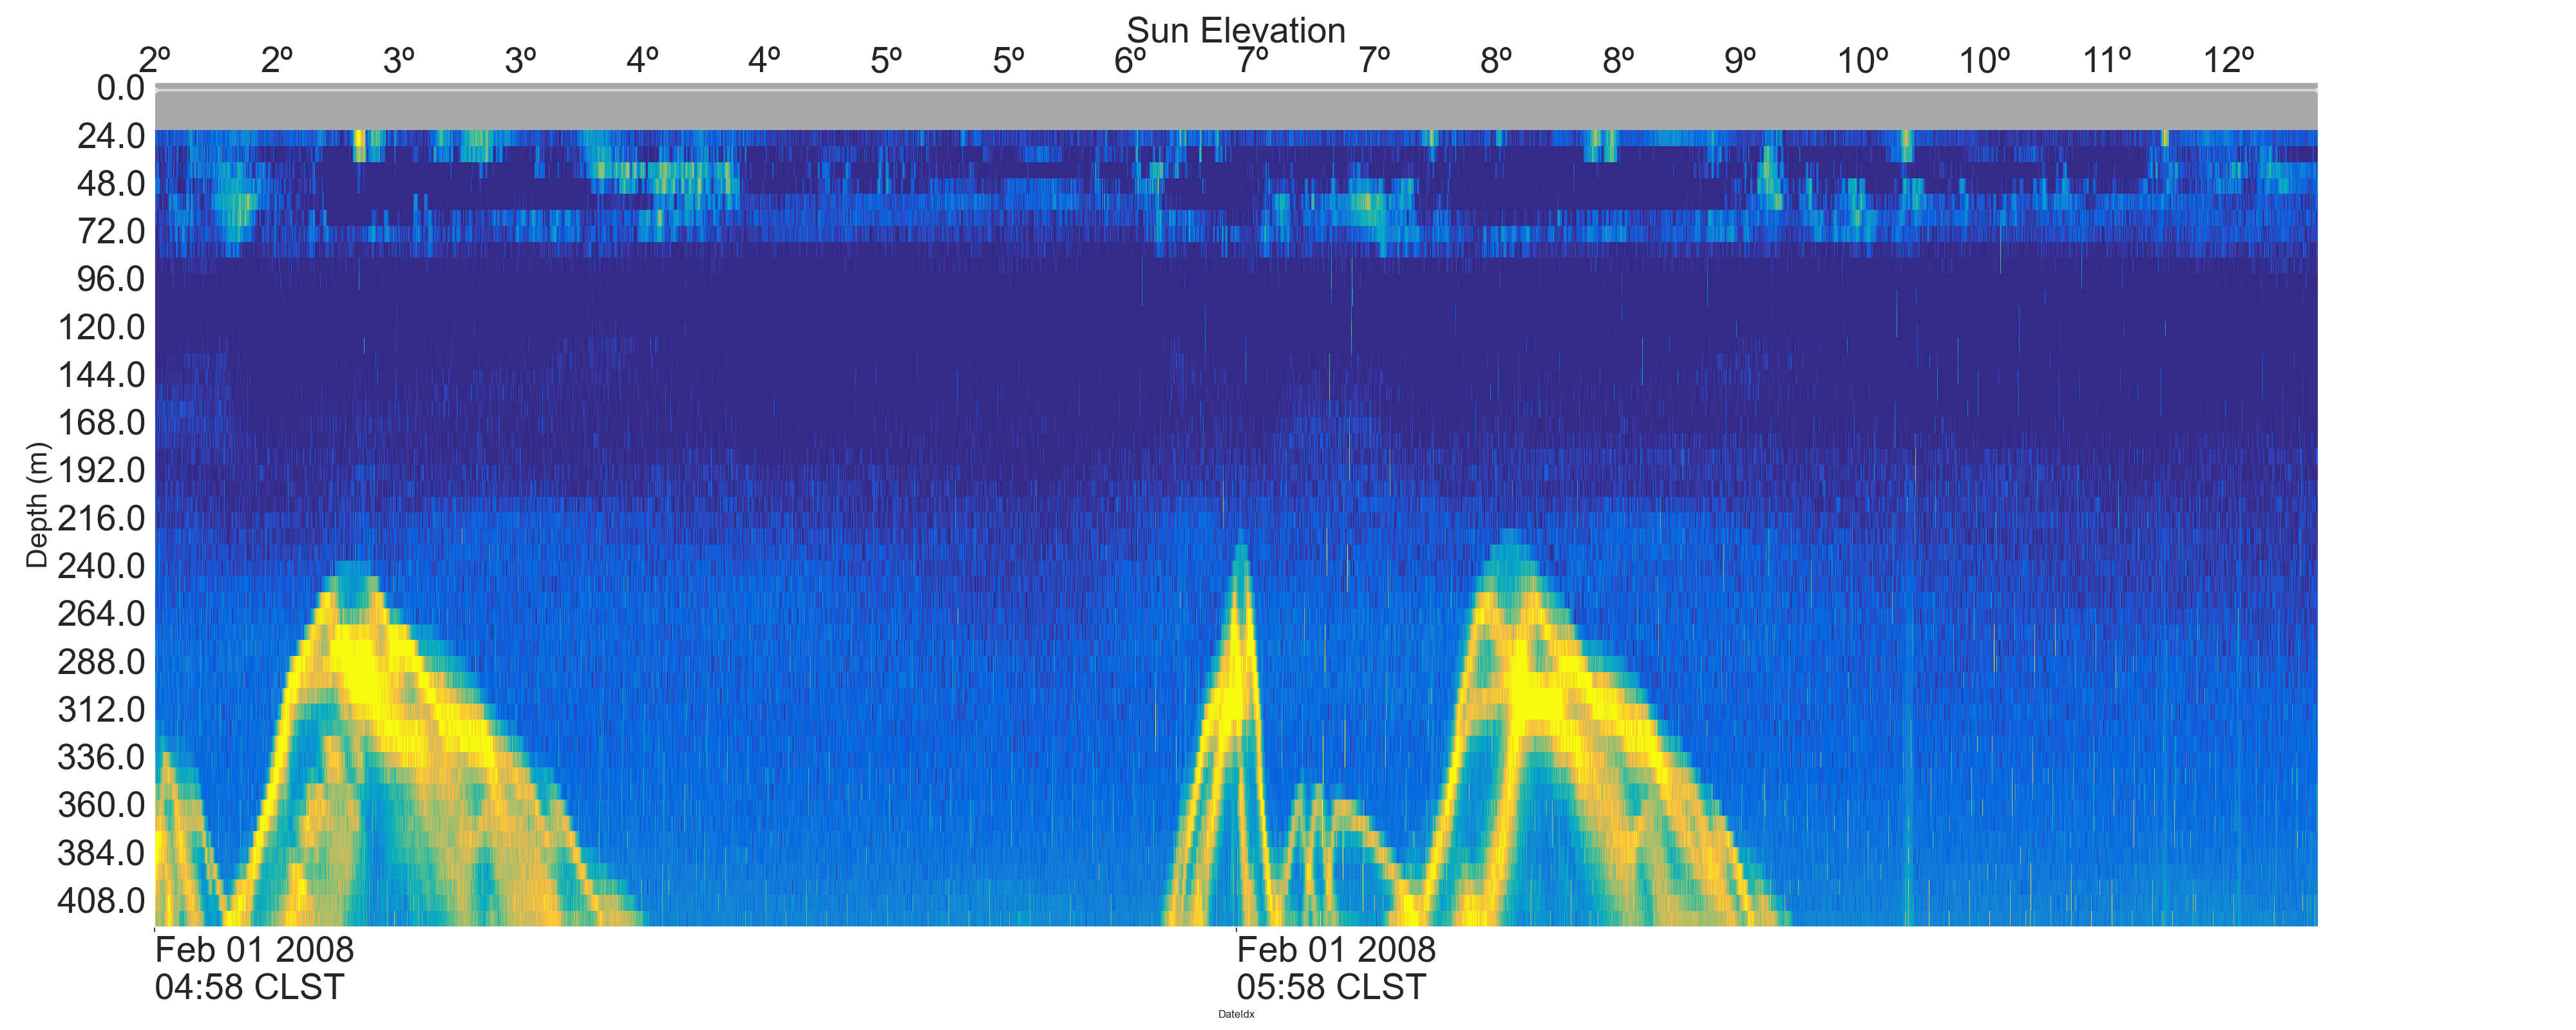 Sun Elevation
2º 2º 3º 3º 4º 4º 5º 5º 6º 7º 7º 8º 8º 9º 10º 10º 11º 12º
0.0
24.0
48.0
72.0
96.0
120.0
144.0
168.0
192.0
216.0
240.0
264.0
288.0
312.0
336.0
360.0
384.0
408.0
Depth (m)
Feb 01 2008
04:58 CLST
Feb 01 2008
05:58 CLST
DateIdx